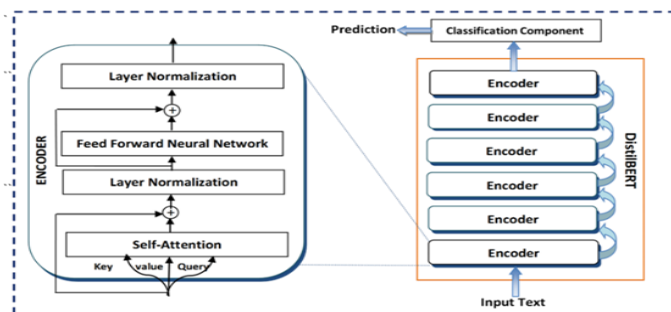 Layer Normalization
Feed Forward Neural Network
ENCODER
Layer Normalization
Self-Attention
Key value Query
Prediction
Classification Component
Encoder
Encoder
Encoder
Encoder
Encoder
Encoder
DistilBERT
Input Text